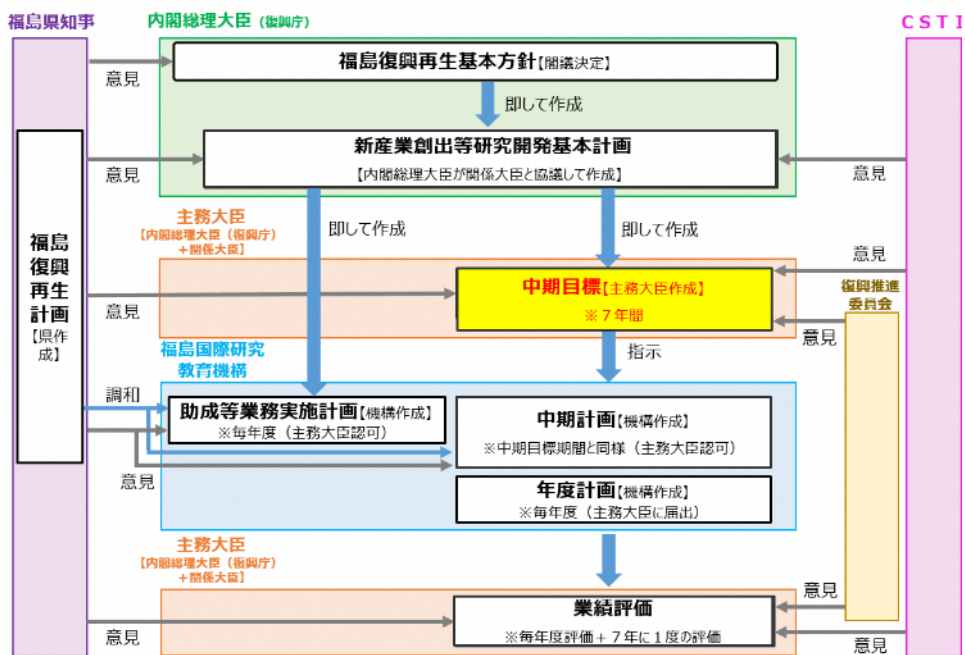 福島県知事
内閣総理大臣（復興庁）
ＣＳＴＩ
福島復興再生基本方針【閣議決定】
意見
即して作成
新産業創出等研究開発基本計画
【内閣総理大臣が関係大臣と協議して作成】
意見
意見
主務大臣
【内閣総理大臣（復興庁）
＋関係大臣】
即して作成
即して作成
福島
復興
再生
計画
【県作
成】
意見
中期目標【主務大臣作成】
※７年間
意見
復興推進
委員会
意見
福島国際研究
教育機構
指示
調和
助成等業務実施計画【機構作成】
※毎年度（主務大臣認可）
中期計画【機構作成】
※中期目標期間と同様（主務大臣認可）
意見
年度計画【機構作成】
※毎年度（主務大臣に届出）
主務大臣
【内閣総理大臣（復興庁）
＋関係大臣】
意見
業績評価
※毎年度評価＋７年に１度の評価
意見
意見